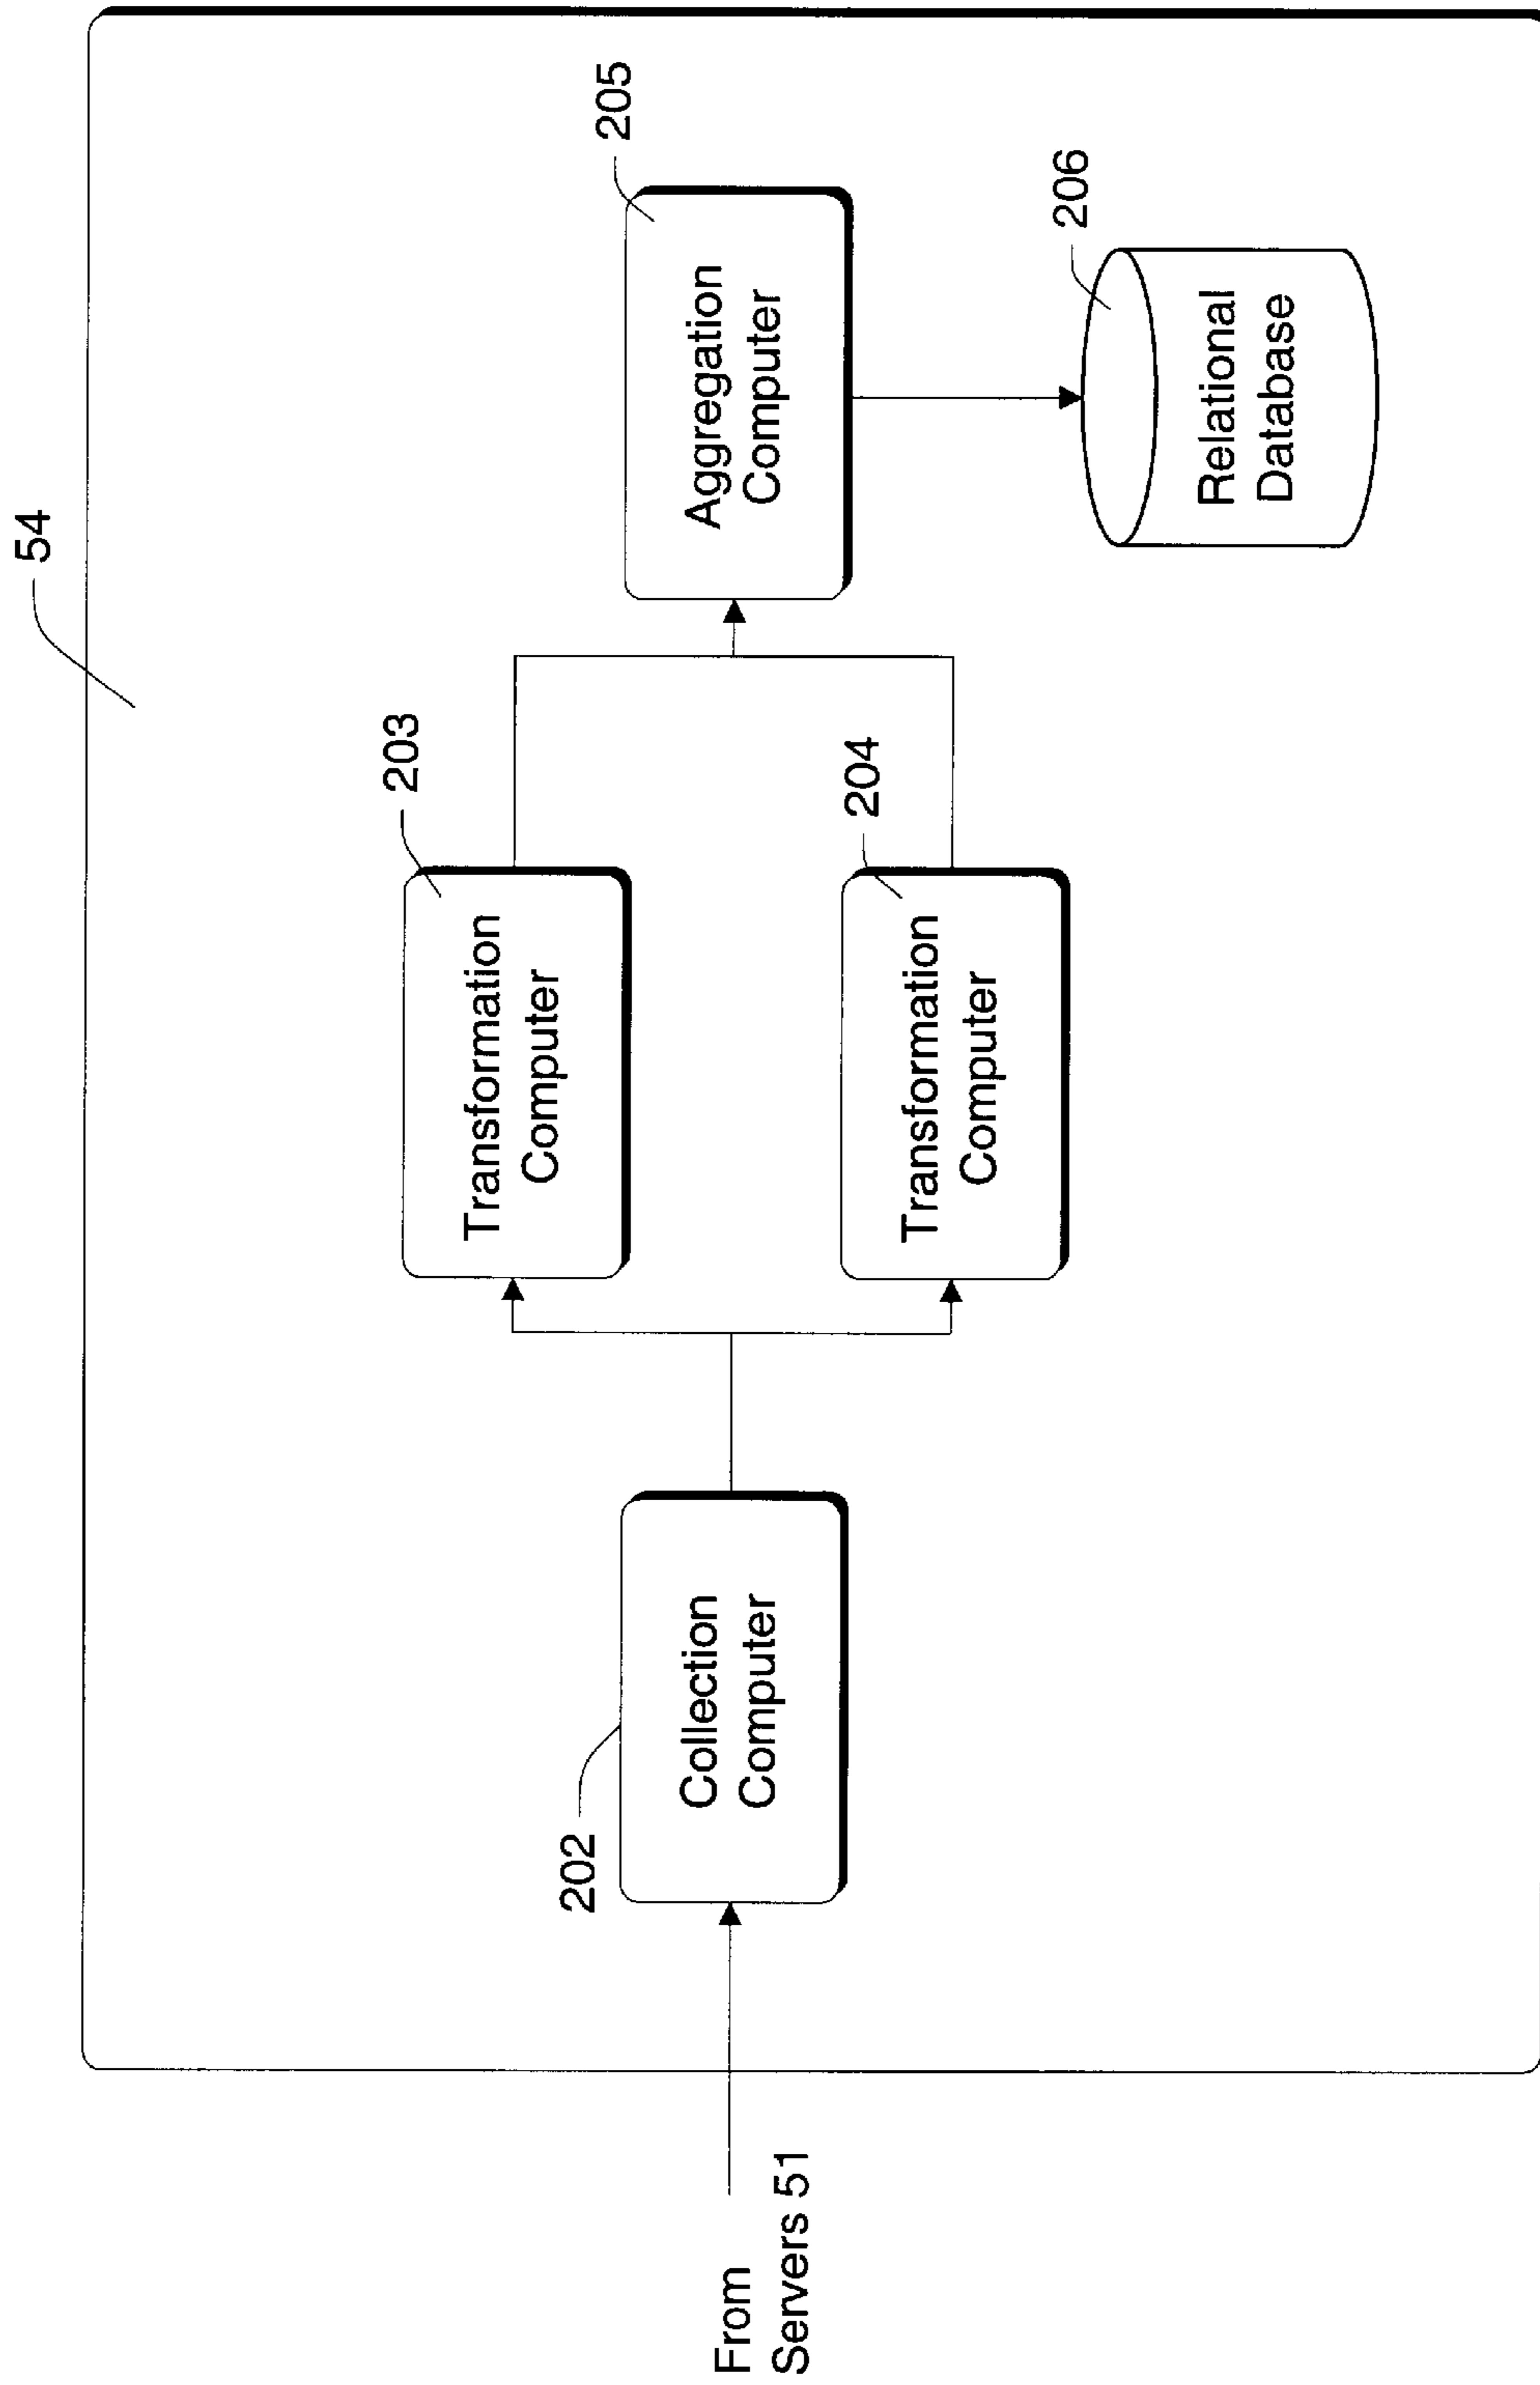 54
203
Transformation
Computer
205
Aggregation
Computer
202
Collection
Computer
From
Servers 51
204
Transformation
Computer
206
Relational
Database